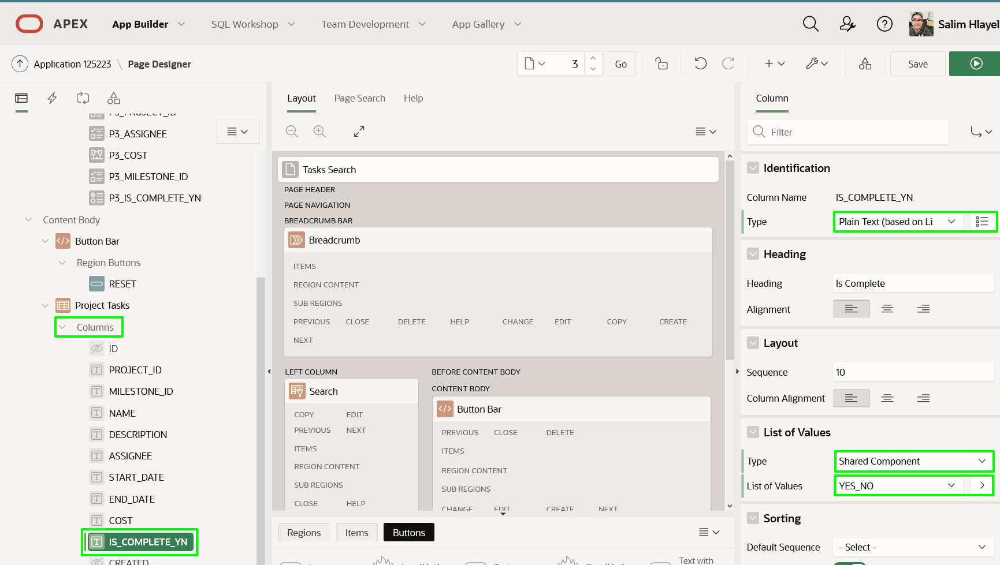 APEX
App Builder
SQL Workshop
Team Development
App Gallery
Salim Hlayel
Application 125223
Page Designer
3
Go
Save
P3_PROJECT_ID
P3_ASSIGNEE
P3_COST
P3_MILESTONE_ID
P3_IS_COMPLETE_YN
Content Body
Button Bar
Region Buttons
RESET
Project Tasks
Columns
ID
PROJECT_ID
MILESTONE_ID
NAME
DESCRIPTION
ASSIGNEE
START_DATE
END_DATE
COST
IS_COMPLETE_YN
CREATED
Layout
Page Search
Help
Tasks Search
PAGE HEADER
PAGE NAVIGATION
BREADCRUMB BAR
Breadcrumb
ITEMS
REGION CONTENT
SUB REGIONS
PREVIOUS CLOSE DELETE HELP CHANGE EDIT COPY CREATE
NEXT
LEFT COLUMN
Search
COPY EDIT
PREVIOUS NEXT
ITEMS
REGION CONTENT
SUB REGIONS
CLOSE HELP
BEFORE CONTENT BODY
CONTENT BODY
Button Bar
PREVIOUS CLOSE DELETE
ITEMS
REGION CONTENT
SUB REGIONS
CHANGE EDIT CREATE NEXT
Regions
Items
Buttons
Text with
Column
Filter
Identification
Column Name IS_COMPLETE_YN
Type Plain Text (based on Li
Heading
Heading Is Complete
Alignment
Layout
Sequence 10
Column Alignment
List of Values
Type Shared Component
List of Values YES_NO
Sorting
Default Sequence - Select -